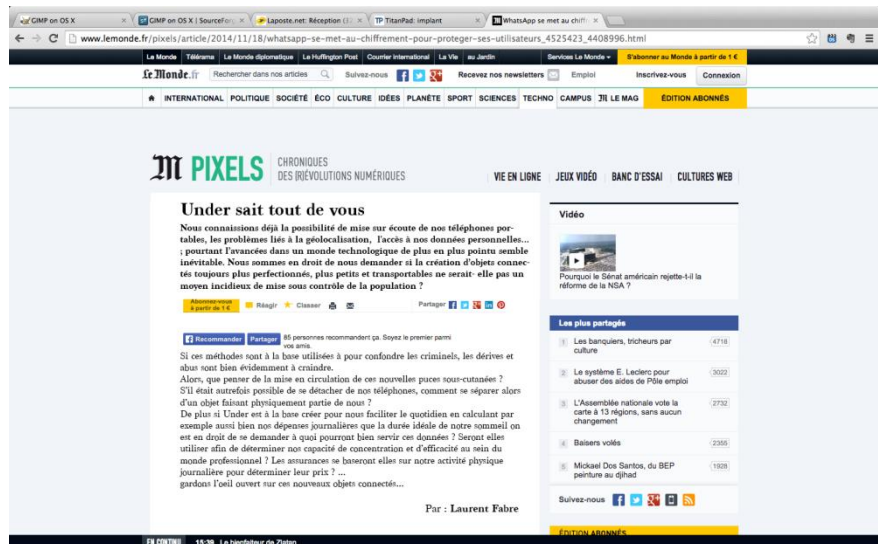 GIMP on OS X
GIMP on OS X | SourceFor
Laposte.net: Réception
TitanPad: implant
WhatsApp se met au chiffr
www.lemonde.fr/pixels/article/2014/11/18/whatsapp-se-met-au-chiffrement-pour-proteger-ses-utilisateurs_4525423_4408996.html
Le Monde Télérama Le Monde diplomatique Le Huffington Post Courrier international La Vie au Jardin Services Le Monde S'abonner au Monde à partir de 1 €
Le Monde.fr Rechercher dans nos articles Suivez-nous Recevez nos newsletters Emploi Inscrivez-vous Connexion
INTERNATIONAL POLITIQUE SOCIÉTÉ ÉCO CULTURE IDÉES PLANÈTE SPORT SCIENCES TECHNO CAMPUS M LE MAG ÉDITION ABONNÉS
M PIXELS CHRONIQUES
DES (R)ÉVOLUTIONS NUMÉRIQUES
VIE EN LIGNE JEUX VIDÉO BANC D'ESSAI CULTURES WEB
Under sait tout de vous
Nous connaissions déjà la possibilité de mise sur écoute de nos téléphones por-
tables, les problèmes liés à la géolocalisation, l'accès à nos données personnelles...
; pourtant l'avancées dans un monde technologique de plus en plus pointu semble
inévitable. Nous sommes en droit de nous demander si la création d'objets connec-
tés toujours plus perfectionnés, plus petits et transportables ne serait- elle pas un
moyen incidieux de mise sous contrôle de la population ?
Abonnez-vous
à partir de 1 €
Réagir Classer Partager
Recommander Partager 85 personnes recommandent ça. Soyez le premier parmi
vos amis.
Si ces méthodes sont à la base utilisées à pour confondre les criminels, les dérives et
abus sont bien évidemment à craindre.
Alors, que penser de la mise en circulation de ces nouvelles puces sous-cutanées ?
S'il était autrefois possible de se détacher de nos téléphones, comment se séparer alors
d'un objet faisant physiquement partie de nous ?
De plus si Under est à la base créer pour nous faciliter le quotidien en calculant par
exemple aussi bien nos dépenses journalières que la durée idéale de notre sommeil on
est en droit de se demander à quoi pourront bien servir ces données ? Seront elles
utiliser afin de déterminer nos capacité de concentration et d'efficacité au sein du
monde professionnel ? Les assurances se baseront elles sur notre activité physique
journalière pour déterminer leur prix ? ...
gardons l'oeil ouvert sur ces nouveaux objets connectés...
Par : Laurent Fabre
Vidéo
Pourquoi le Sénat américain rejette-t-il la
réforme de la NSA ?
Les plus partagés
1 Les banquiers, tricheurs par
culture
4718
2 Le système E. Leclerc pour
abuser des aides de Pôle emploi
3022
3 L'Assemblée nationale vote la
carte à 13 régions, sans aucun
changement
2732
4 Baisers volés
2355
5 Mickael Dos Santos, du BEP
peinture au djihad
1928
Suivez-nous
ÉDITION ABONNÉS
EN CONTINU 15:39 Le bienfaiteur de Zlatan